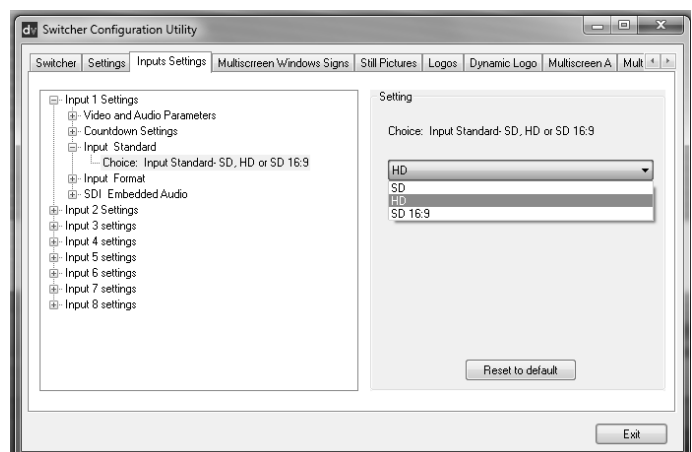 dv Switcher Configuration Utility
Switcher Settings Inputs Settings Multiscrreen Windows Signs Still Pictures Logos Dynamic Logo Multiscreen A Mult
Input 1 Settings
Video and Audio Parameters
Countdown Settings
Input Standard
Choice: Input Standard- SD, HD or SD 16:9
Input Format
SDI Embedded Audio
Input 2 Settings
Input 3 settings
Input 4 settings
Input 5 settings
Input 6 settings
Input 7 settings
Input 8 settings
Setting
Choice: Input Standard- SD, HD or SD 16:9
HD
SD
HD
SD 16:9
Reset to default
Exit